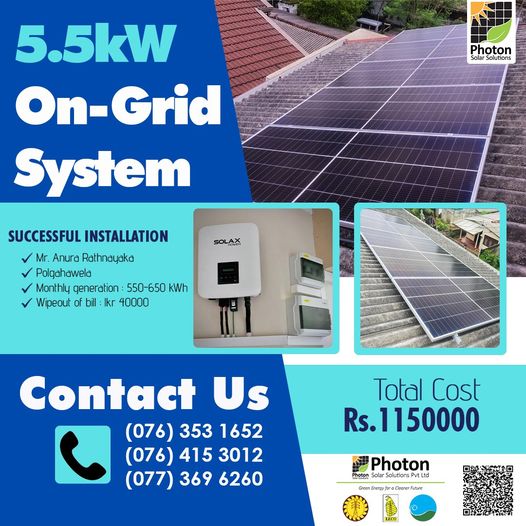 5.5kW
On-Grid
System
Photon
Solar Solutions
SUCCESSFUL INSTALLATION
✓ Mr. Anura Rathnayaka
✓ Polgahawela
✓ Monthly generation : 550-650 kWh
✓ Wipeout of bill : lkr 40000
SOLAX
POWER
Contact Us
(076) 353 1652
(076) 415 3012
(077) 369 6260
Total Cost
Rs.1150000
Photon
Solar Solutions Pvt Ltd
Green Energy for a Cleaner Future